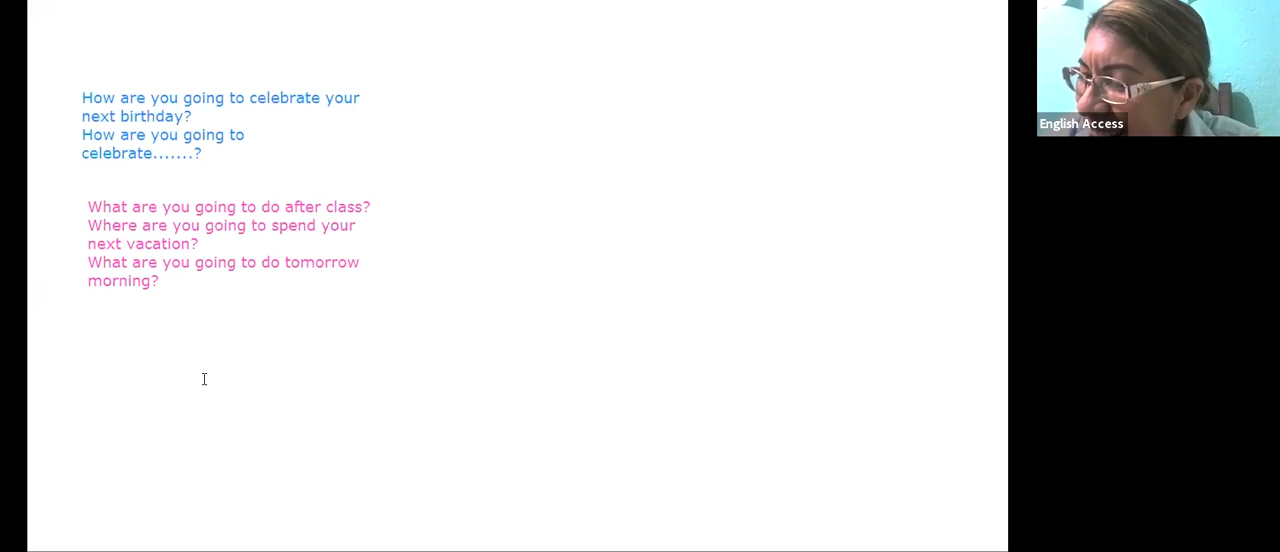 How are you going to celebrate your
next birthday?
How are you going to
celebrate.......?
What are you going to do after class?
Where are you going to spend your
next vacation?
What are you going to do tomorrow
morning?
English Access